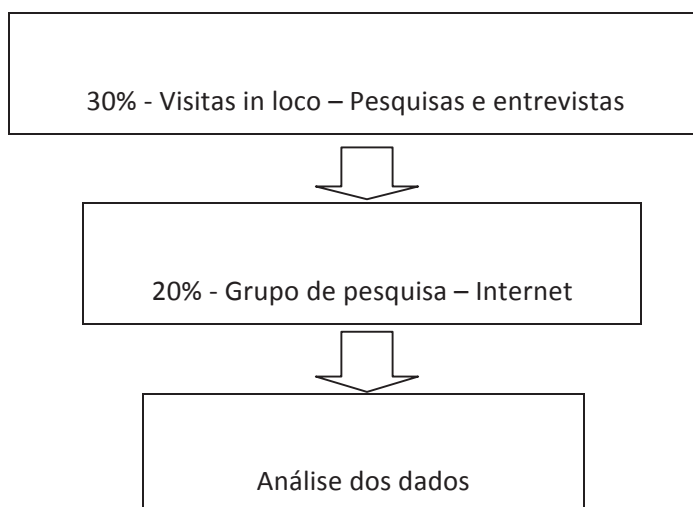 30% - Visitas in loco – Pesquisas e entrevistas
20% - Grupo de pesquisa – Internet
Análise dos dados